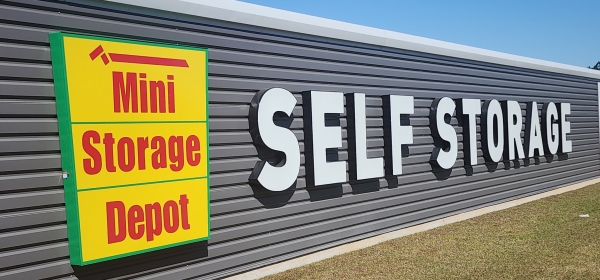 Mini
Storage
Depot
SELF STORAGE